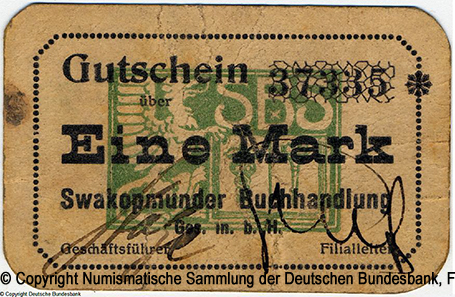 Gutschein 37335 *
über
SBS
Eine Mark
Swakopmunder Buchhandlung
Ges. m. b. H.
Geschäftsführer Filialleiter
© Copyright Numismatische Sammlung der Deutschen Bundesbank, F
© Copyright Deutsche Bundesbank